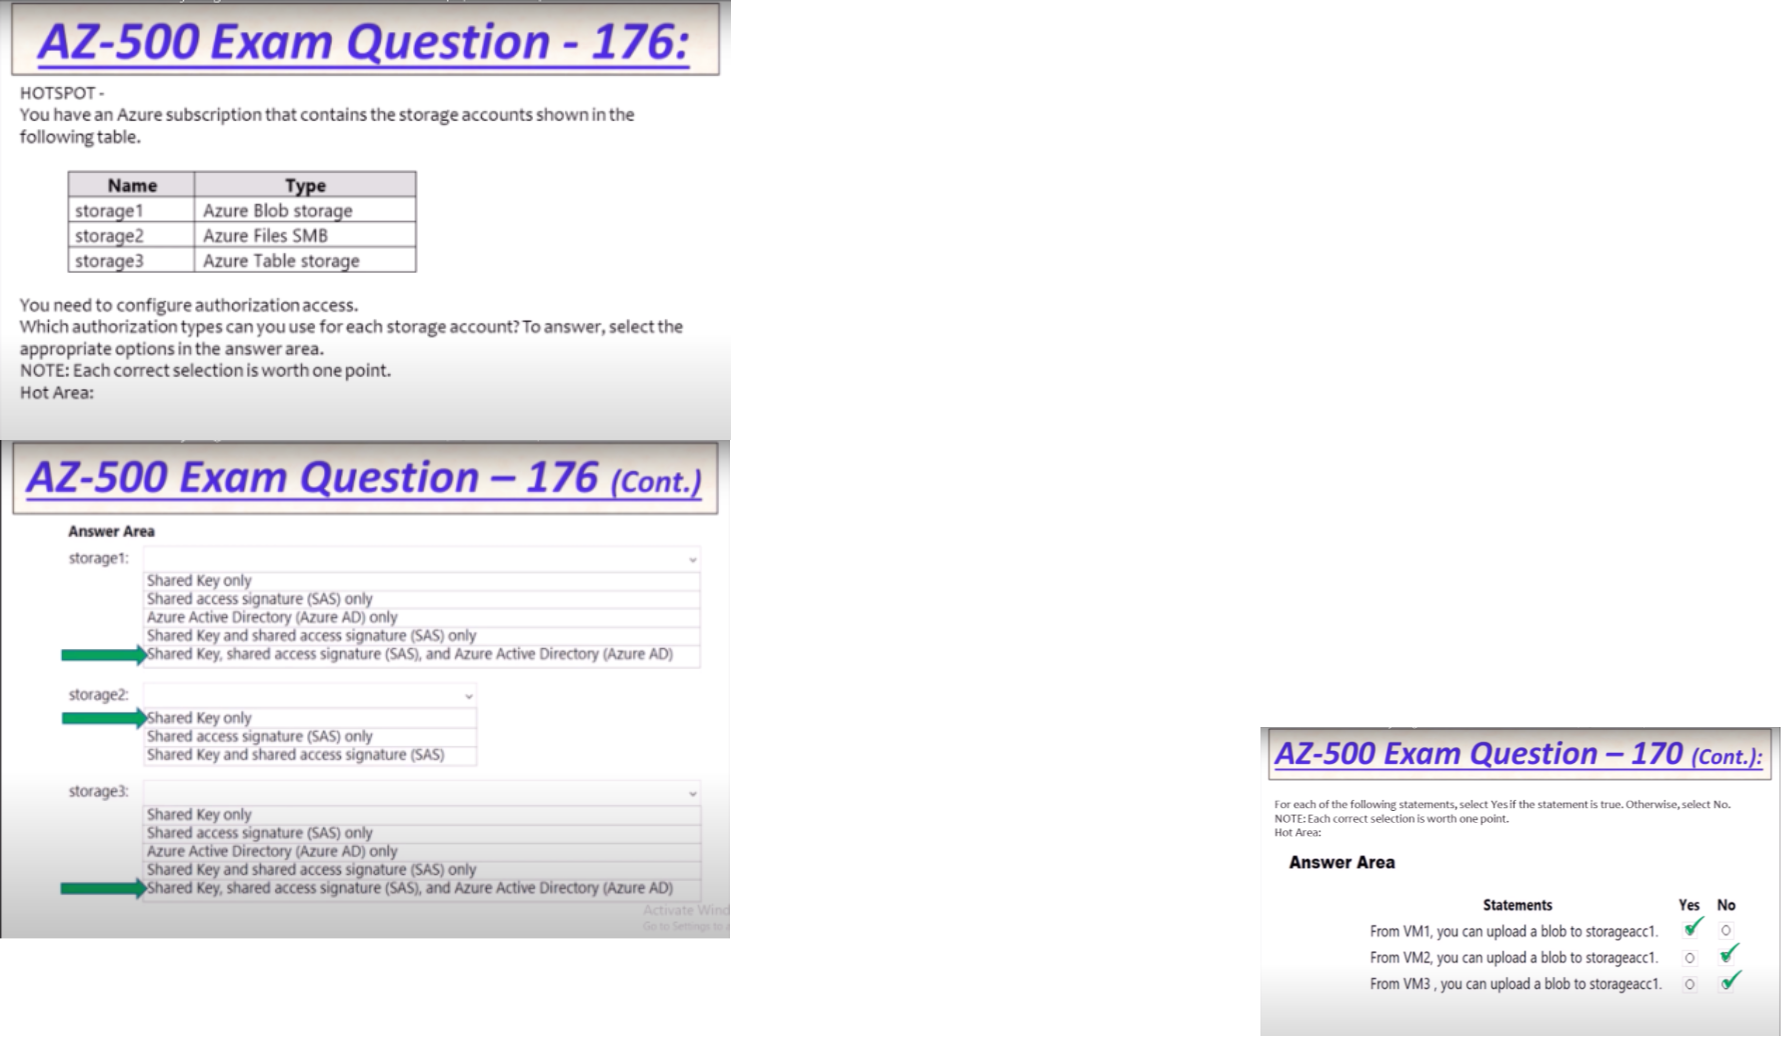 AZ-500 Exam Question - 176:
HOTSPOT -
You have an Azure subscription that contains the storage accounts shown in the
following table.
Name Type
storage1 Azure Blob storage
storage2 Azure Files SMB
storage3 Azure Table storage
You need to configure authorization access.
Which authorization types can you use for each storage account? To answer, select the
appropriate options in the answer area.
NOTE: Each correct selection is worth one point.
Hot Area:
AZ-500 Exam Question – 176 (Cont.)
Answer Area
storage1:
Shared Key only
Shared access signature (SAS) only
Azure Active Directory (Azure AD) only
Shared Key and shared access signature (SAS) only
Shared Key, shared access signature (SAS), and Azure Active Directory (Azure AD)
storage2:
Shared Key only
Shared access signature (SAS) only
Shared Key and shared access signature (SAS)
storage3:
Shared Key only
Shared access signature (SAS) only
Azure Active Directory (Azure AD) only
Shared Key and shared access signature (SAS) only
Shared Key, shared access signature (SAS), and Azure Active Directory (Azure AD)
Activate Wind
Go to Settings to
AZ-500 Exam Question – 170 (Cont.):
For each of the following statements, select Yes if the statement is true. Otherwise, select No.
NOTE: Each correct selection is worth one point.
Hot Area:
Answer Area
Statements Yes No
From VM1, you can upload a blob to storageacc1.
From VM2, you can upload a blob to storageacc1.
From VM3 , you can upload a blob to storageacc1.